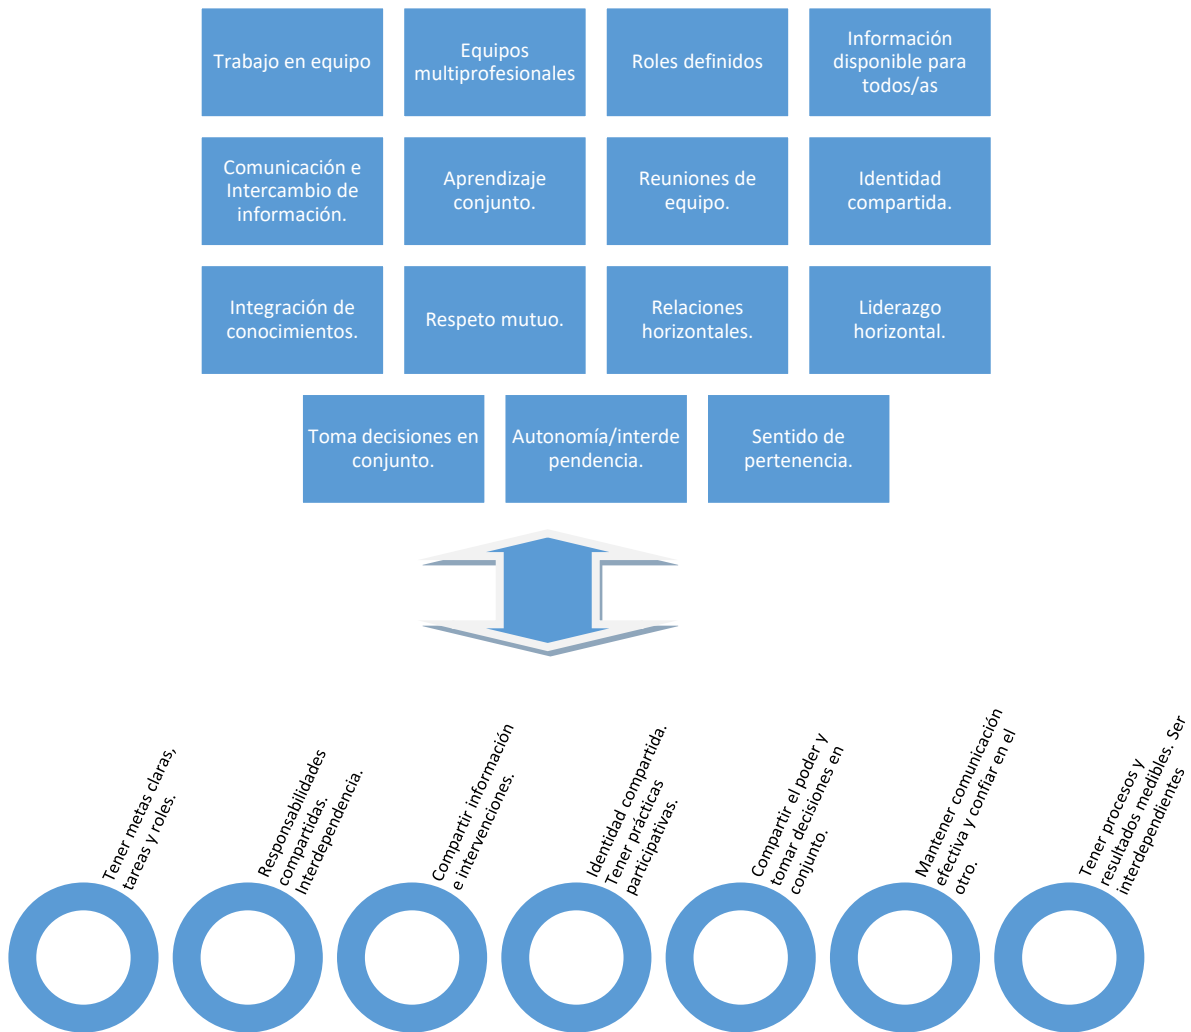 Trabajo en equipo
Equipos
multiprofesionales
Roles definidos
Información
disponible para
todos/as
Comunicación e
Intercambio de
información.
Aprendizaje
conjunto.
Reuniones de
equipo.
Identidad
compartida.
Integración de
conocimientos.
Respeto mutuo.
Relaciones
horizontales.
Liderazgo
horizontal.
Toma decisiones en
conjunto.
Autonomía/interde
pendencia.
Sentido de
pertenencia.
Tener metas claras,
tareas y roles.
Responsabilidades
compartidas.
Interdependencia.
Compartir información
e intervenciones.
Identidad compartida.
Tener prácticas
participativas.
Compartir el poder y
tomar decisiones en
conjunto.
Mantener comunicación
efectiva y confiar en el
otro.
Tener procesos y
resultados medibles. Ser
interdependientes